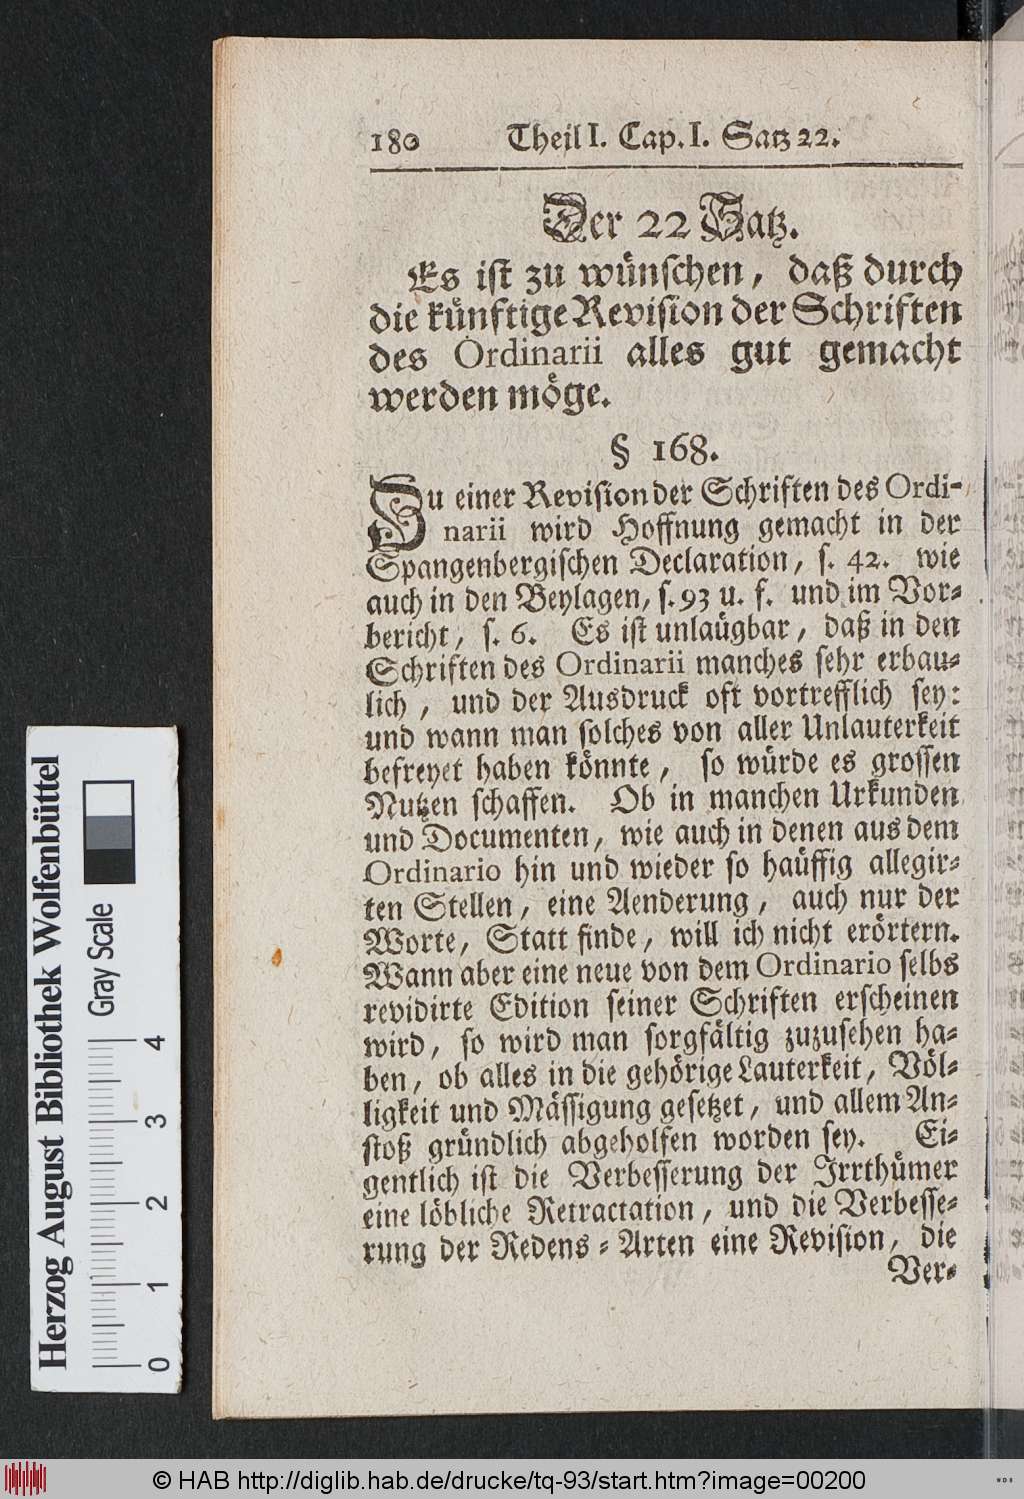 180 Theil I. Cap. I. Satz 22.
Der 22 Satz.
Es ist zu wünschen, daß durch
die künftige Revision der Schriften
des Ordinarii alles gut gemacht
werden möge.
§ 168.
Zu einer Revision der Schriften des Ordi-
narii wird Hoffnung gemacht in der
Spangenbergischen Declaration, s. 42. wie
auch in den Beylagen, s. 93 u. f. und im Vor-
bericht, s. 6. Es ist unlaügbar, daß in den
Schriften des Ordinarii manches sehr erbau-
lich, und der Ausdruck oft vortrefflich sey:
und wann man solches von aller Unlauterkeit
befreyet haben könnte, so würde es grossen
Nutzen schaffen. Ob in manchen Urkunden
und Documenten, wie auch in denen aus dem
Ordinario hin und wieder so haüffig allegir-
ten Stellen, eine Aenderung, auch nur der
Worte, Statt finde, will ich nicht erörtern.
Wann aber eine neue von dem Ordinario selbs
revidirte Edition seiner Schriften erscheinen
wird, so wird man sorgfältig zuzusehen ha-
ben, ob alles in die gehörige Lauterkeit, Völ-
ligkeit und Mässigung gesetzet, und allem An-
stoß gründlich abgeholfen worden sey. Ei-
gentlich ist die Verbesserung der Irrthümer
eine löbliche Retractation, und die Verbesse-
rung der Redens-Arten eine Revision, die
Ver-
Herzog August Bibliothek Wolfenbüttel
Gray Scale
0 1 2 3 4
© HAB http://diglib.hab.de/drucke/tq-93/start.htm?image=00200